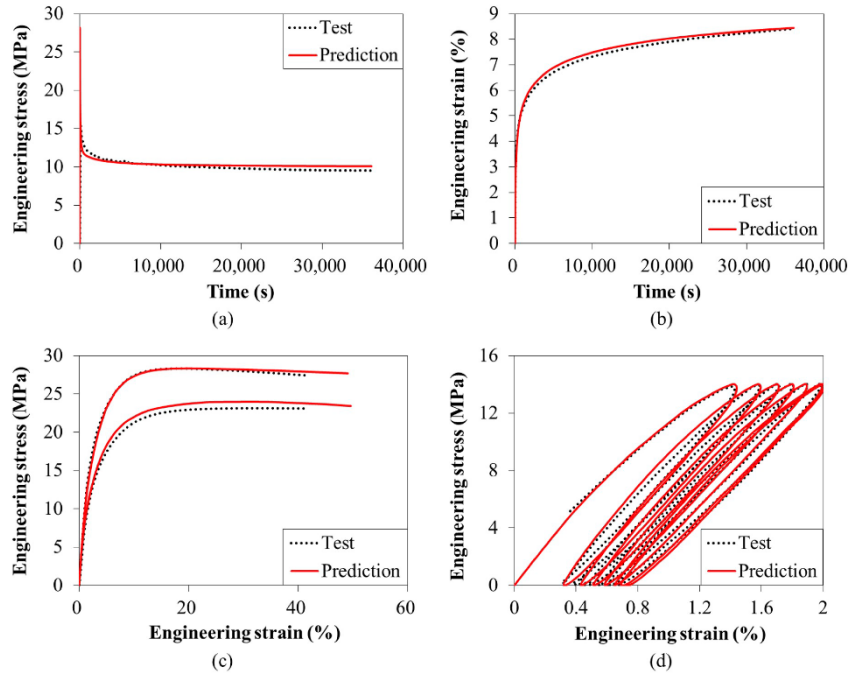 30
25
20
15
10
5
0
Engineering stress (MPa)
Test
Prediction
0 10,000 20,000 30,000 40,000
Time (s)
(a)
9
8
7
6
5
4
3
2
1
0
Engineering strain (%)
Test
Prediction
0 10,000 20,000 30,000 40,000
Time (s)
(b)
30
25
20
15
10
5
0
Engineering stress (MPa)
Test
Prediction
0 20 40 60
Engineering strain (%)
(c)
16
12
8
4
0
Engineering stress (MPa)
Test
Prediction
0 0.4 0.8 1.2 1.6 2
Engineering strain (%)
(d)